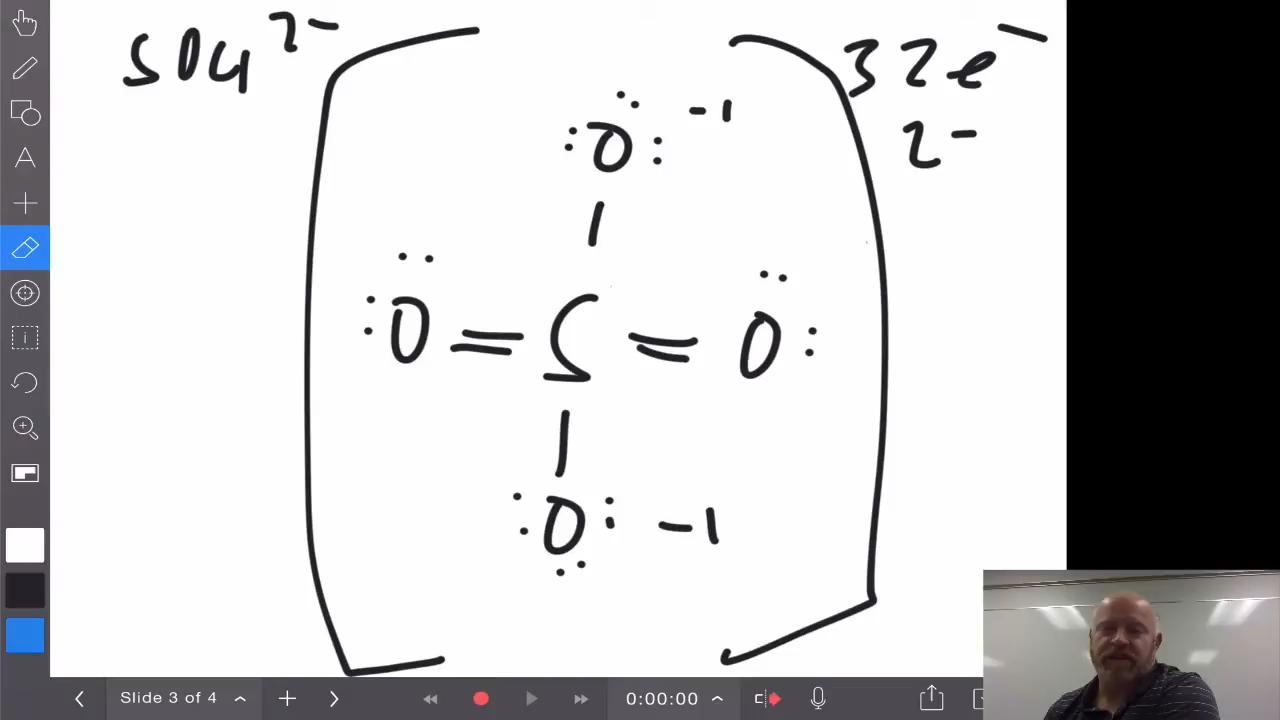 SO4 2-
32e-
2-
:Ö: -1
|
:Ö = S = Ö:
|
:O: -1
A
i
Slide 3 of 4
0:00:00